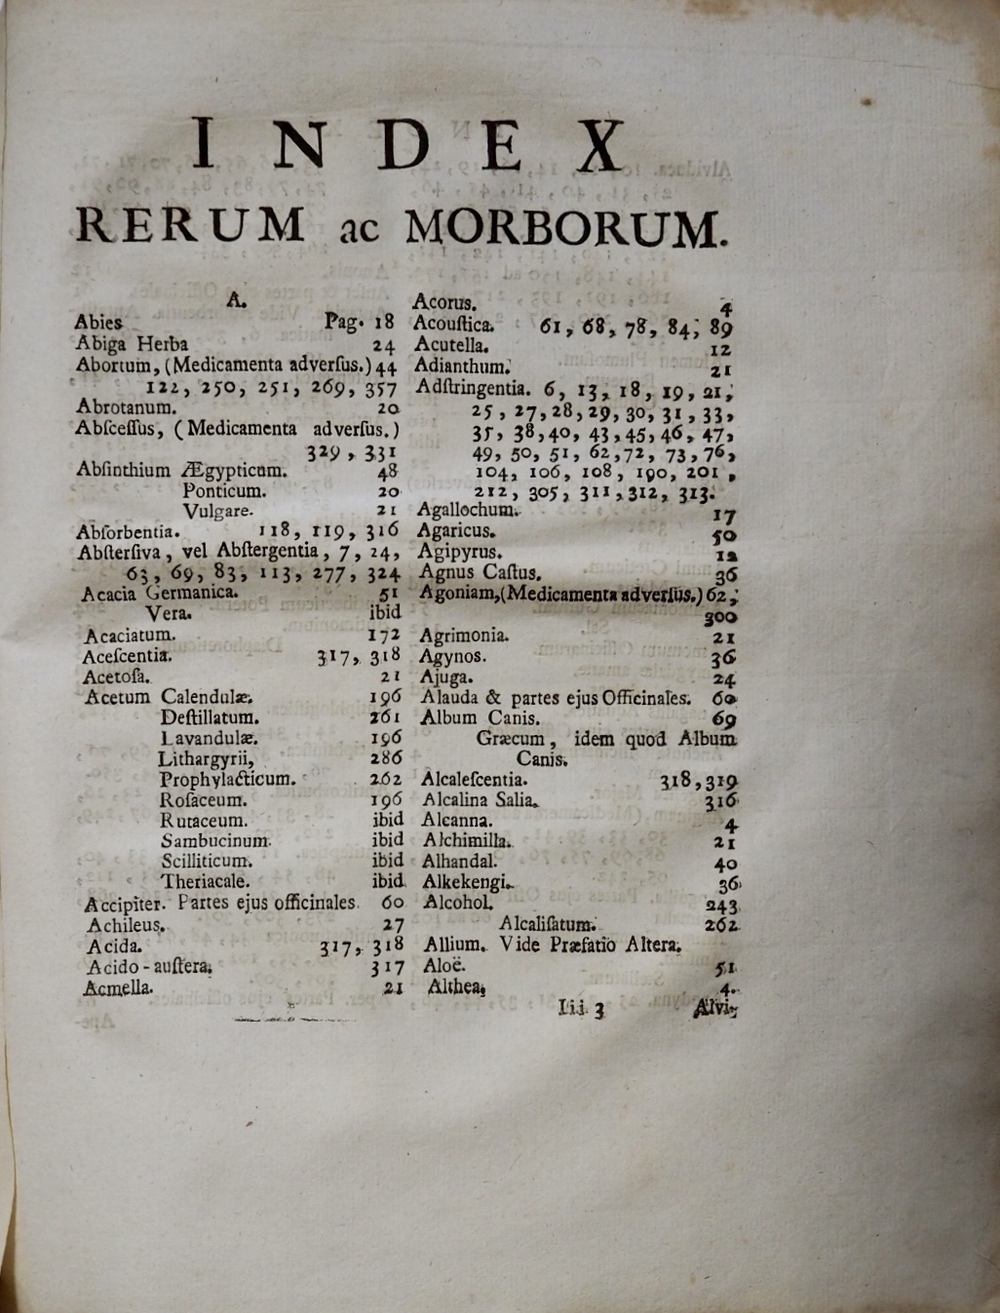 INDEX
RERUM ac MORBORUM.
A.
Abies Pag. 18
Abiga Herba 24
Abortum, (Medicamenta adverſus.) 44
122, 250, 251, 269, 357
Abrotanum. 20
Abſceſſus, (Medicamenta adverſus.)
329, 331
Abſinthium Ægypticum. 48
Ponticum. 20
Vulgare. 21
Abſorbentia. 118, 119, 316
Abſterſiva, vel Abſtergentia, 7, 24,
63, 69, 83, 113, 277, 324
Acacia Germanica. 51
Vera. ibid
Acaciatum. 172
Aceſcentia. 317, 318
Acetoſa. 21
Acetum Calendulæ. 196
Deſtillatum. 261
Lavandulæ. 196
Lithargyrii, 286
Prophylacticum. 262
Roſaceum. 196
Rutaceum. ibid
Sambucinum. ibid
Scilliticum. ibid
Theriacale. ibid.
Accipiter. Partes ejus officinales. 60
Achileus. 27
Acida. 317, 318
Acido-auſtera. 317
Acmella. 21
Acorus. 4
Acouſtica. 61, 68, 78, 84, 89
Acutella. 12
Adianthum. 21
Adſtringentia. 6, 13, 18, 19, 21,
25, 27, 28, 29, 30, 31, 33,
35, 38, 40, 43, 45, 46, 47,
49, 50, 51, 62, 72, 73, 76,
104, 106, 108, 190, 201,
212, 305, 311, 312, 313.
Agallochum. 17
Agaricus. 50
Agipyrus. 12
Agnus Caſtus. 36
Agoniam, (Medicamenta adverſus.) 62,
300
Agrimonia. 21
Agynos. 36
Ajuga. 24
Alauda & partes ejus Officinales. 60
Album Canis. 69
Græcum, idem quod Album
Canis.
Alcaleſcentia. 318, 319
Alcalina Salia. 316
Alcanna. 4
Alchimilla. 21
Alhandal. 40
Alkekengi. 36
Alcohol. 243
Alcaliſatum. 262
Allium. Vide Præfatio Altera.
Aloë. 51
Althea, 4.
Iii 3 Alvi-